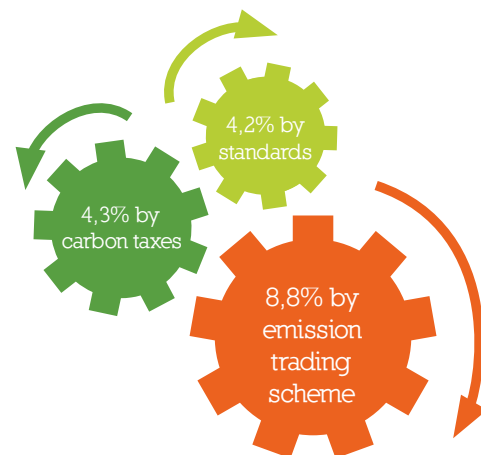 4,2% by
standards
4,3% by
carbon taxes
8,8% by
emission
trading
scheme